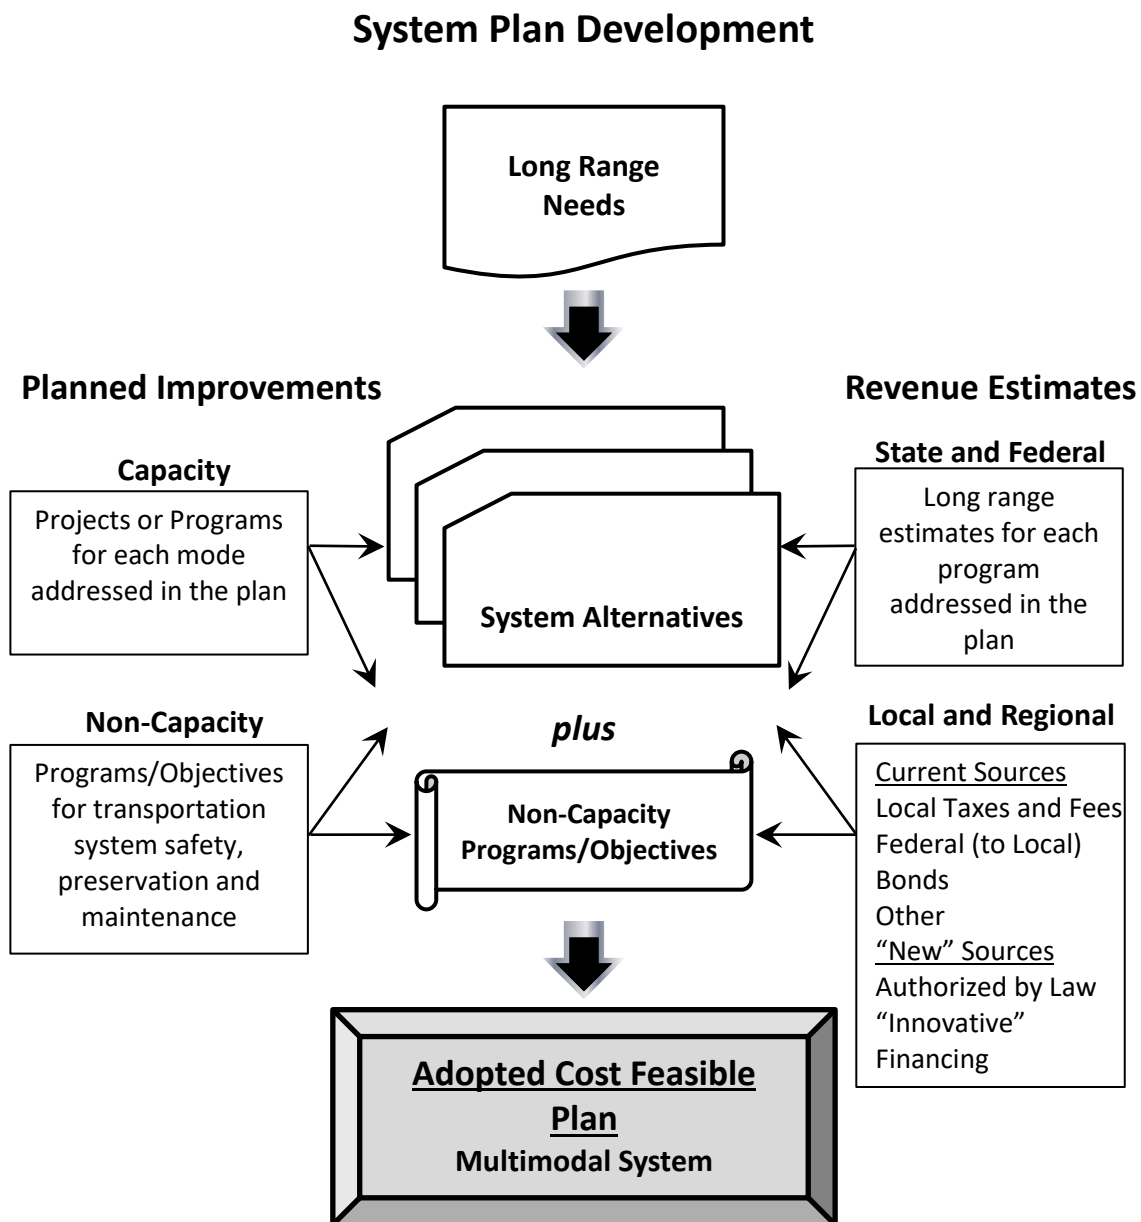 System Plan Development
Long Range
Needs
Planned Improvements
Capacity
Projects or Programs
for each mode
addressed in the plan
Non-Capacity
Programs/Objectives
for transportation
system safety,
preservation and
maintenance
System Alternatives
plus
Non-Capacity
Programs/Objectives
Revenue Estimates
State and Federal
Long range
estimates for each
program
addressed in the
plan
Local and Regional
Current Sources
Local Taxes and Fees
Federal (to Local)
Bonds
Other
“New” Sources
Authorized by Law
“Innovative”
Financing
Adopted Cost Feasible
Plan
Multimodal System